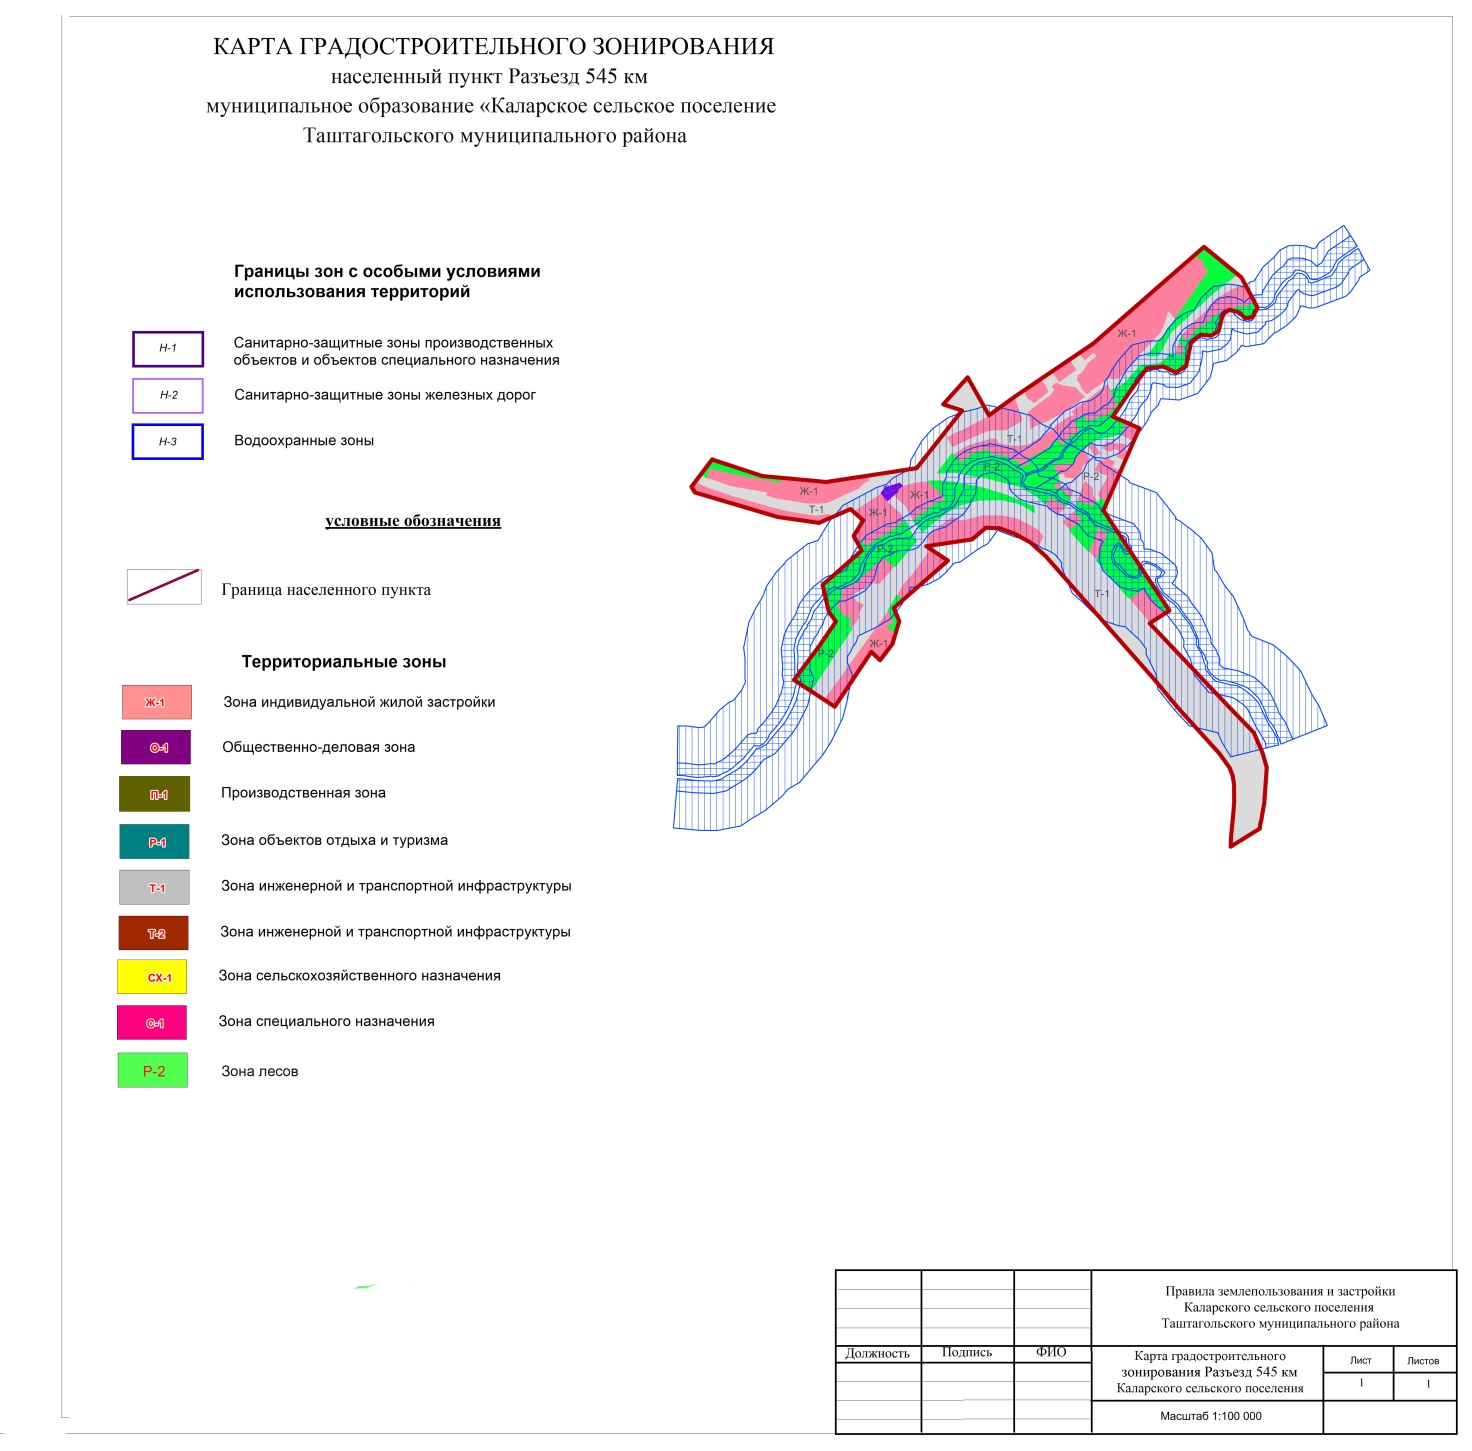 КАРТА ГРАДОСТРОИТЕЛЬНОГО ЗОНИРОВАНИЯ
населенный пункт Разъезд 545 км
муниципальное образование «Каларское сельское поселение
Таштагольского муниципального района
Границы зон с особыми условиями
использования территорий
Н-1
Санитарно-защитные зоны производственных
объектов и объектов специального назначения
Н-2
Санитарно-защитные зоны железных дорог
Н-3
Водоохранные зоны
условные обозначения
Граница населенного пункта
Территориальные зоны
Ж-1
Зона индивидуальной жилой застройки
О-1
Общественно-деловая зона
П-1
Производственная зона
Р-1
Зона объектов отдыха и туризма
Т-1
Зона инженерной и транспортной инфраструктуры
Т-2
Зона инженерной и транспортной инфраструктуры
СХ-1
Зона сельскохозяйственного назначения
С-1
Зона специального назначения
Р-2
Зона лесов
Ж-1
Т-1
Р-2
Р-2
Ж-1
Т-1
Ж-1
Ж-1
Р-2
Т-1
Ж-1
Р-2
Правила землепользования и застройки
Каларского сельского поселения
Таштагольского муниципального района
Должность
Подпись
ФИО
Карта градостроительного
зонирования Разъезд 545 км
Каларского сельского поселения
Лист
Листов
1
1
Масштаб 1:100 000